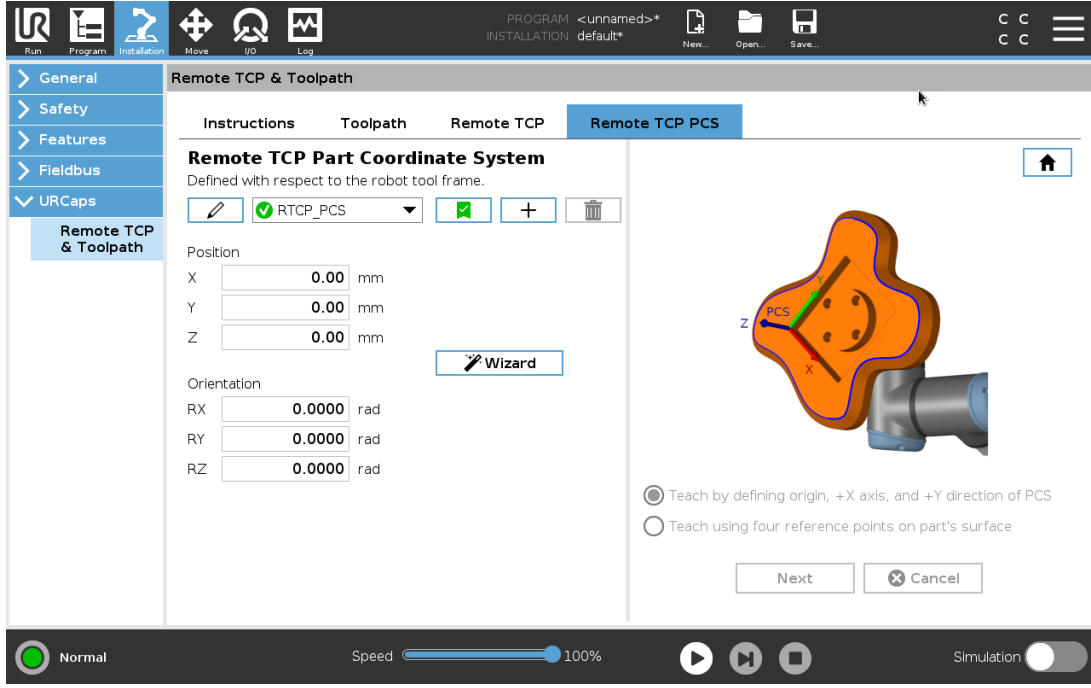 PROGRAM <unnamed>*
INSTALLATION default*
Run
Program
Installation
Move
I/O
Log
New...
Open...
Save...
C C
C C
General
Safety
Features
Fieldbus
URCaps
Remote TCP
& Toolpath
Remote TCP & Toolpath
Instructions Toolpath Remote TCP Remote TCP PCS
Remote TCP Part Coordinate System
Defined with respect to the robot tool frame.
RTCP_PCS
Position
X 0.00 mm
Y 0.00 mm
Z 0.00 mm
Wizard
Orientation
RX 0.0000 rad
RY 0.0000 rad
RZ 0.0000 rad
Y
PCS
Z
X
Teach by defining origin, +X axis, and +Y direction of PCS
Teach using four reference points on part's surface
Next Cancel
Normal
Speed 100%
Simulation